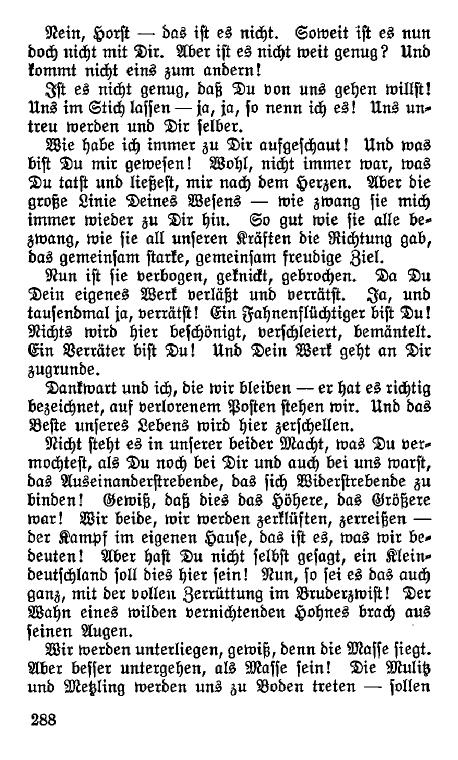 Nein, Horst — das ist es nicht. Soweit ist es nun
doch nicht mit Dir. Aber ist es nicht weit genug? Und
kommt nicht eins zum andern!
Ist es nicht genug, daß Du von uns gehen willst!
Uns im Stich lassen — ja, ja, so nenn ich es! Uns un-
treu werden und Dir selber.
Wie habe ich immer zu Dir aufgeschaut! Und was
bist Du mir gewesen! Wohl, nicht immer war, was
Du tatst und ließest, mir nach dem Herzen. Aber die
große Linie Deines Wesens — wie zwang sie mich
immer wieder zu Dir hin. So gut wie sie alle be-
zwang, wie sie all unseren Kräften die Richtung gab,
das gemeinsam starke, gemeinsam freudige Ziel.
Nun ist sie verbogen, geknickt, gebrochen. Da Du
Dein eigenes Werk verläßt und verrätst. Ja, und
tausendmal ja, verrätst! Ein Fahnenflüchtiger bist Du!
Nichts wird hier beschönigt, verschleiert, bemäntelt.
Ein Verräter bist Du! Und Dein Werk geht an Dir
zugrunde.
Dankwart und ich, die wir bleiben — er hat es richtig
bezeichnet, auf verlorenem Posten stehen wir. Und das
Beste unseres Lebens wird hier zerschellen.
Nicht steht es in unserer beider Macht, was Du ver-
mochtest, als Du noch bei Dir und auch bei uns warst,
das Auseinanderstrebende, das sich Widerstrebende zu
binden! Gewiß, daß dies das Höhere, das Größere
war! Wir beide, wir werden zerklüften, zerreißen —
der Kampf im eigenen Hause, das ist es, was wir be-
deuten! Aber hast Du nicht selbst gesagt, ein Klein-
deutschland soll dies hier sein! Nun, so sei es das auch
ganz, mit der vollen Zerrüttung im Bruderzwist! Der
Wahn eines wilden vernichtenden Hohnes brach aus
seinen Augen.
Wir werden unterliegen, gewiß, denn die Masse siegt.
Aber besser untergehen, als Masse sein! Die Mulitz
und Metzling werden uns zu Boden treten — sollen
288